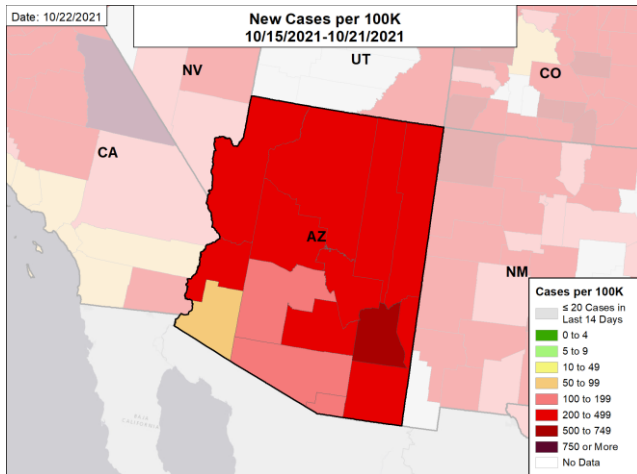 Date: 10/22/2021
New Cases per 100K
10/15/2021-10/21/2021
NV
UT
CO
CA
AZ
NM
BAJA
CALIFORNIA
Cases per 100K
≤ 20 Cases in
Last 14 Days
0 to 4
5 to 9
10 to 49
50 to 99
100 to 199
200 to 499
500 to 749
750 or More
No Data